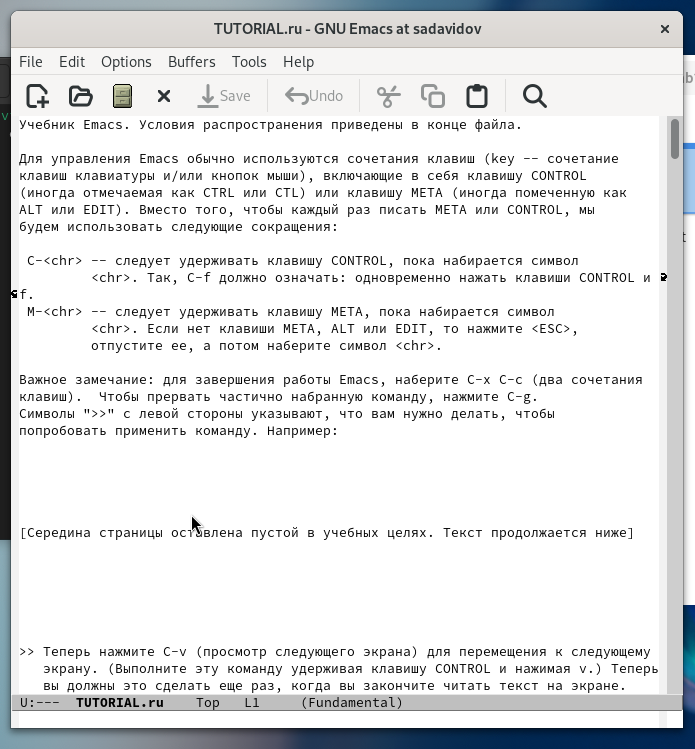 TUTORIAL.ru - GNU Emacs at sadavidov
File Edit Options Buffers Tools Help
Save Undo
Учебник Emacs. Условия распространения приведены в конце файла.
Для управления Emacs обычно используются сочетания клавиш (key -- сочетание
клавиш клавиатуры и/или кнопок мыши), включающие в себя клавишу CONTROL
(иногда отмечаемая как CTRL или CTL) или клавишу META (иногда помеченную как
ALT или EDIT). Вместо того, чтобы каждый раз писать META или CONTROL, мы
будем использовать следующие сокращения:
C-<chr> -- следует удерживать клавишу CONTROL, пока набирается символ
<chr>. Так, C-f должно означать: одновременно нажать клавиши CONTROL и
f.
M-<chr> -- следует удерживать клавишу META, пока набирается символ
<chr>. Если нет клавиши META, ALT или EDIT, то нажмите <ESC>,
отпустите ее, а потом наберите символ <chr>.
Важное замечание: для завершения работы Emacs, наберите C-x C-c (два сочетания
клавиш).  Чтобы прервать частично набранную команду, нажмите C-g.
Символы ">>" с левой стороны указывают, что вам нужно делать, чтобы
попробовать применить команду. Например:
[Середина страницы оставлена пустой в учебных целях. Текст продолжается ниже]
>> Теперь нажмите C-v (просмотр следующего экрана) для перемещения к следующему
экрану. (Выполните эту команду удерживая клавишу CONTROL и нажимая v.) Теперь
вы должны это сделать еще раз, когда вы закончите читать текст на экране.
U:--- TUTORIAL.ru Top L1 (Fundamental)